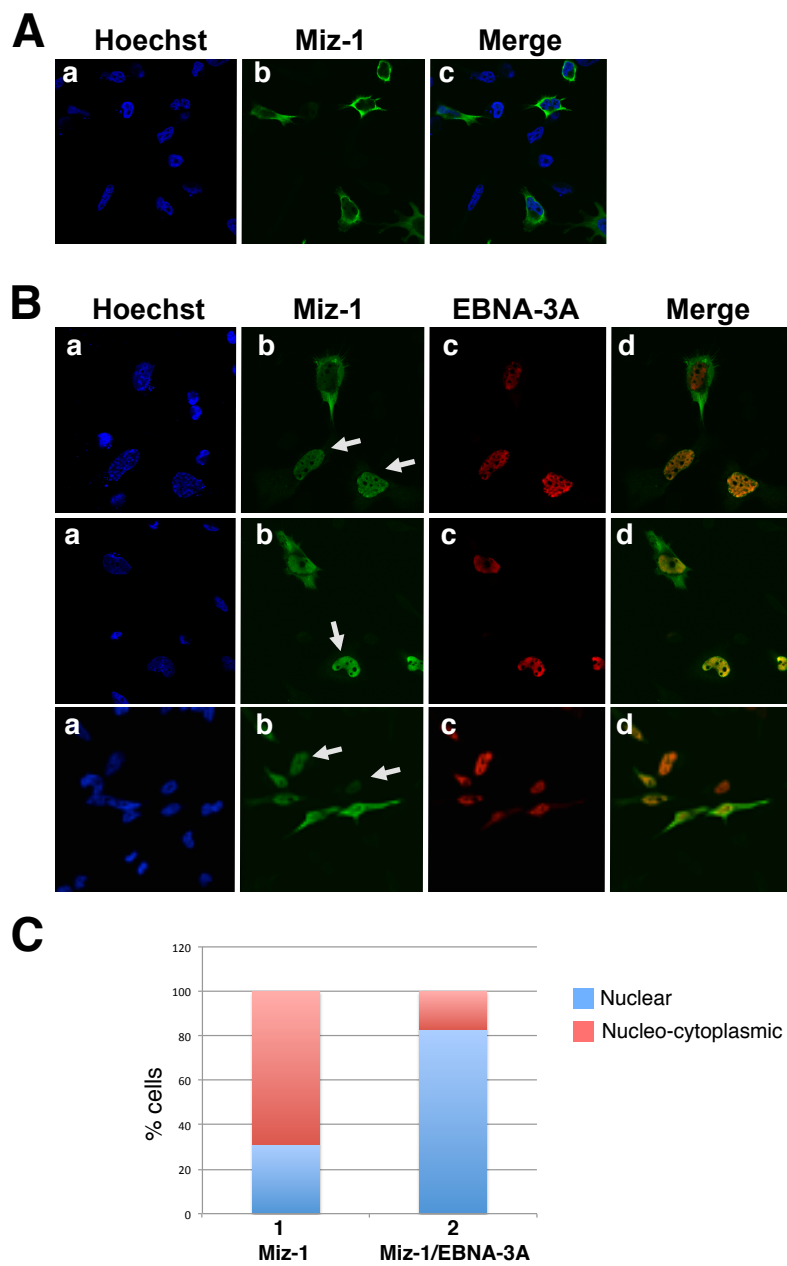 A
Hoechst Miz-1 Merge
a b c
B
Hoechst Miz-1 EBNA-3A Merge
a b c d
a b c d
a b c d
C
120
100
80
60
40
20
0
% cells
1 2
Miz-1 Miz-1/EBNA-3A
Nuclear
Nucleo-cytoplasmic